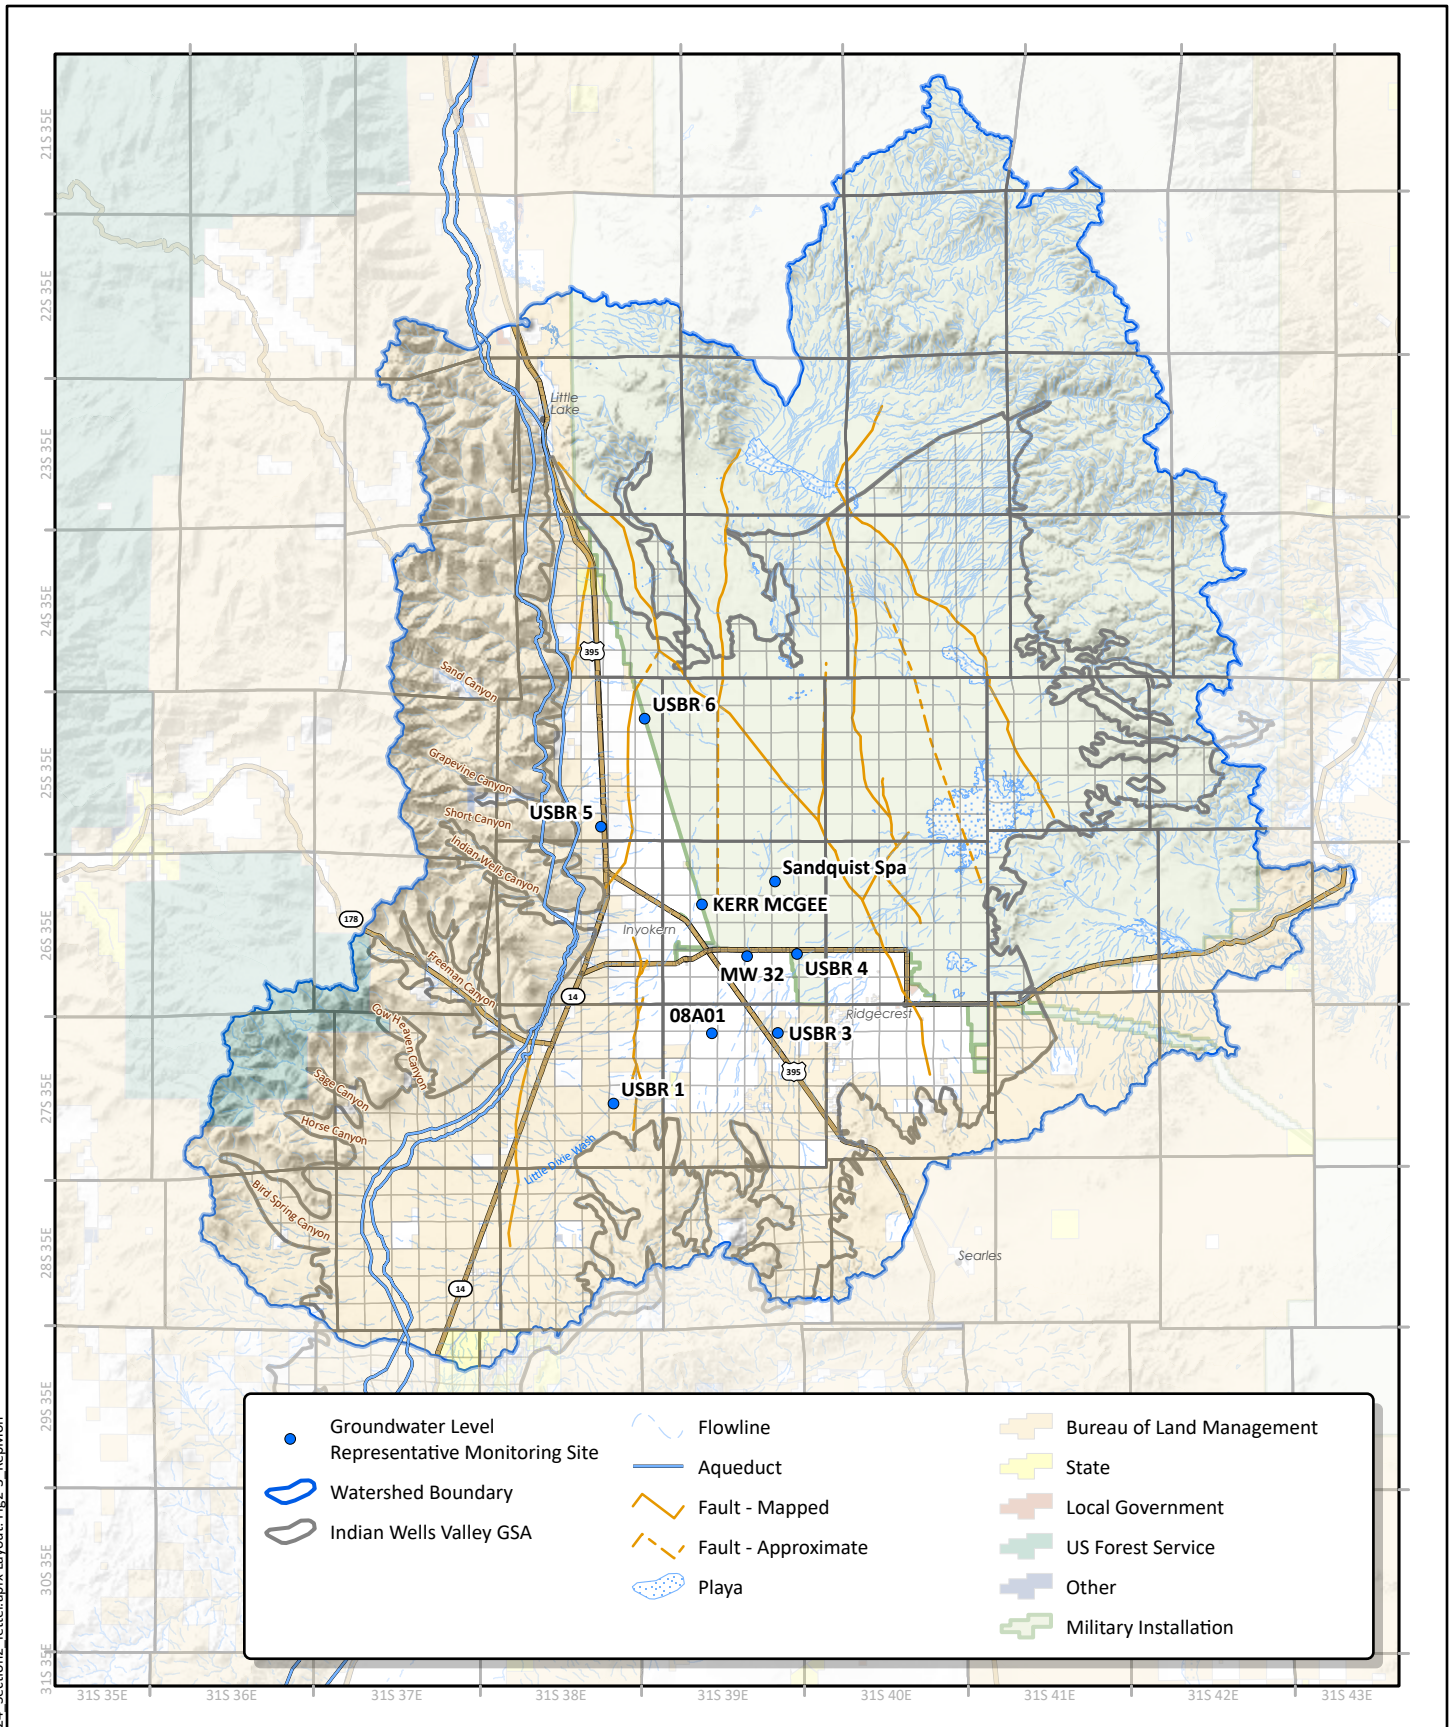 21S 35E
22S 35E
23S 35E
24S 35E
25S 35E
26S 35E
27S 35E
28S 35E
29S 35E
30S 35E
31S 35E
Little
Lake
395
Sand Canyon
USBR 6
Grapevine Canyon
USBR 5
Short Canyon
Indian Wells Canyon
Sandquist Spa
KERR MCGEE
178
Inyokern
Freeman Canyon
MW 32
USBR 4
14
08A01
Ridgecrest
Cow Heaven Canyon
USBR 3
395
Sage Canyon
USBR 1
Horse Canyon
Little Dixie Wash
Bird Spring Canyon
Searles
14
Groundwater Level
Representative Monitoring Site
Watershed Boundary
Indian Wells Valley GSA
Flowline
Aqueduct
Fault - Mapped
Fault - Approximate
Playa
Bureau of Land Management
State
Local Government
US Forest Service
Other
Military Installation
31S 35E
31S 36E
31S 37E
31S 38E
31S 39E
31S 40E
31S 41E
31S 42E
31S 43E